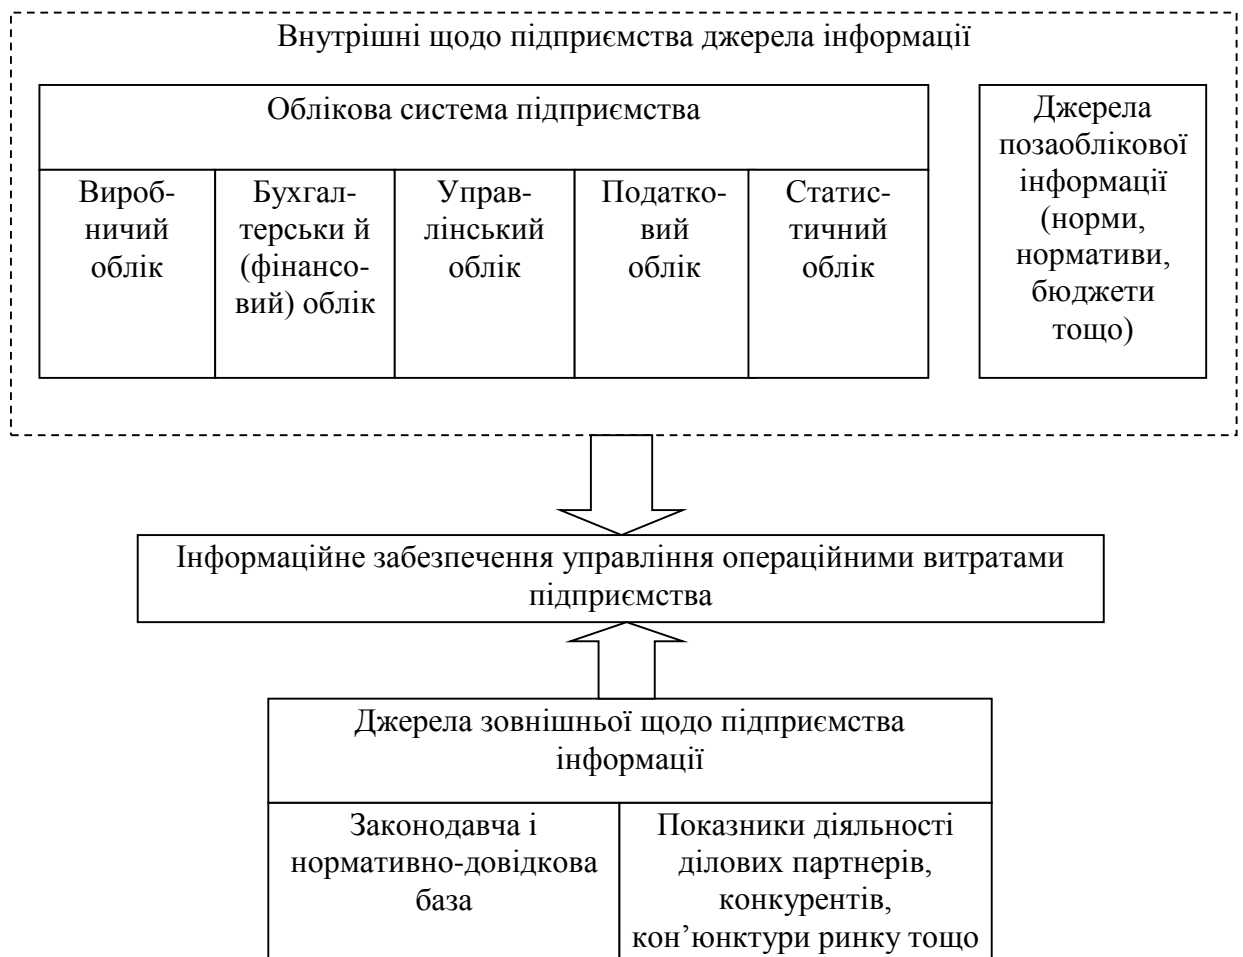 Внутрішні щодо підприємства джерела інформації
Облікова система підприємства
Вироб-
ничий
облік
Бухгал-
терськи й
(фінансо-
вий) облік
Управ-
лінський
облік
Податко-
вий
облік
Статис-
тичний
облік
Джерела
позаоблікової
інформації
(норми,
нормативи,
бюджети
тощо)
Інформаційне забезпечення управління операційними витратами
підприємства
Джерела зовнішньої щодо підприємства
інформації
Законодавча і
нормативно-довідкова
база
Показники діяльності
ділових партнерів,
конкурентів,
кон’юнктури ринку тощо